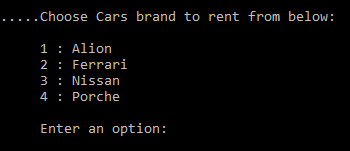 .....Choose Cars brand to rent from below:
1 : Alion
2 : Ferrari
3 : Nissan
4 : Porche
Enter an option: